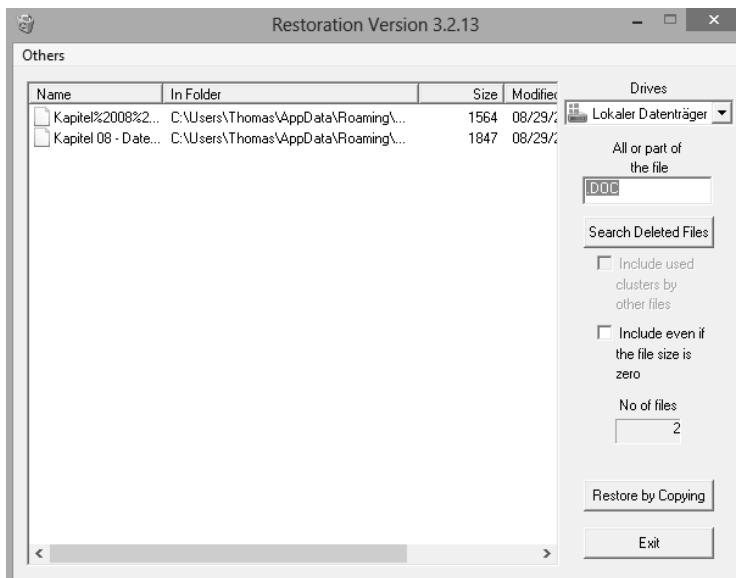 Restoration Version 3.2.13
Others
Name In Folder Size Modified
Kapitel%2008%2... C:\Users\Thomas\AppData\Roaming\... 1564 08/29/2
Kapitel 08 - Date... C:\Users\Thomas\AppData\Roaming\... 1847 08/29/2
Drives
Lokaler Datenträger
All or part of
the file
.DOC
Search Deleted Files
Include used
clusters by
other files
Include even if
the file size is
zero
No of files
2
Restore by Copying
Exit